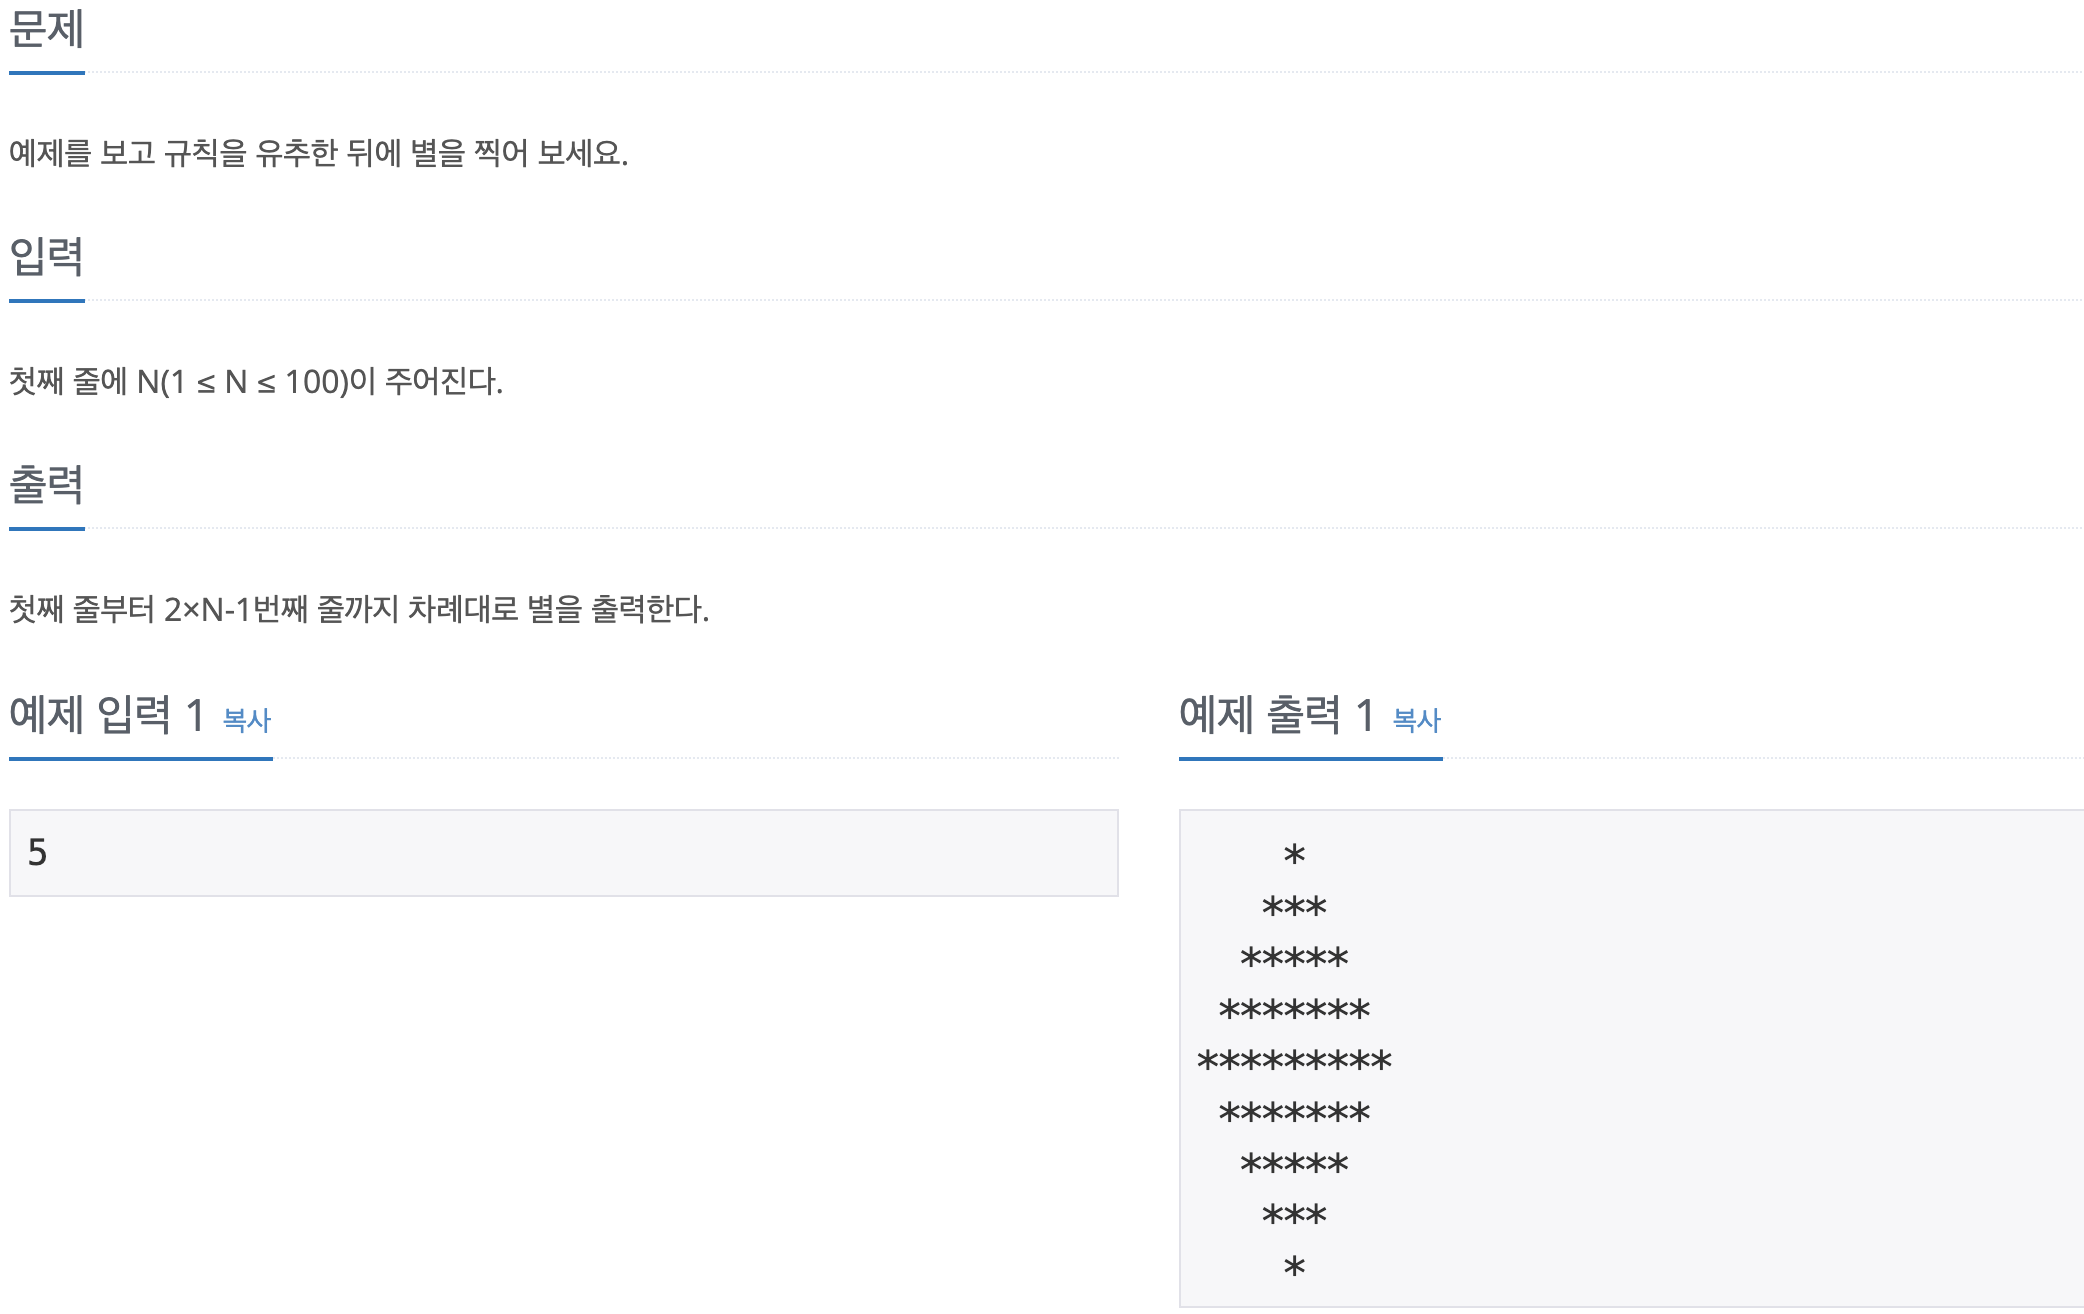 문제
예제를 보고 규칙을 유추한 뒤에 별을 찍어 보세요.
입력
첫째 줄에 N(1 ≤ N ≤ 100)이 주어진다.
출력
첫째 줄부터 2×N-1번째 줄까지 차례대로 별을 출력한다.
예제 입력 1 복사
5
예제 출력 1 복사
    *
   ***
  *****
 *******
*********
 *******
  *****
   ***
    *